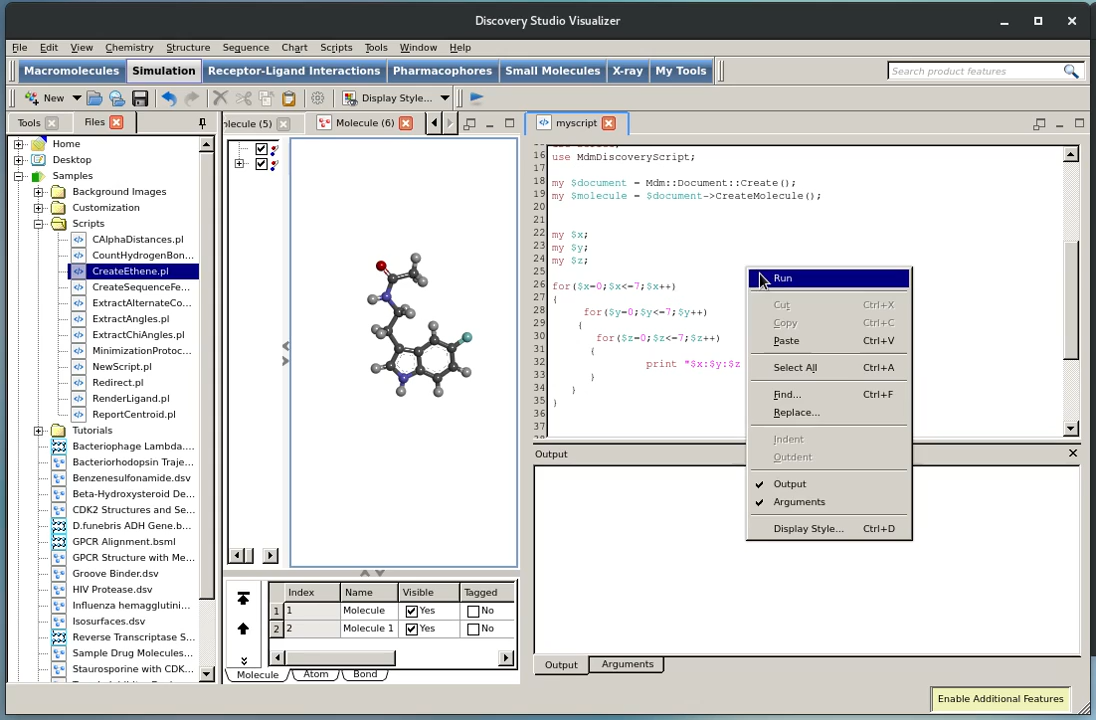 Discovery Studio Visualizer
File Edit View Chemistry Structure Sequence Chart Scripts Tools Window Help
Macromolecules Simulation Receptor-Ligand Interactions Pharmacophores Small Molecules X-ray My Tools
Search product features
New Display Style...
Tools Files
Home
Desktop
Samples
Background Images
Customization
Scripts
CAlphaDistances.pl
CountHydrogenBon...
CreateEthene.pl
CreateSequenceFe...
ExtractAlternateCo...
ExtractAngles.pl
ExtractChiAngles.pl
MinimizationProtoc...
NewScript.pl
Redirect.pl
RenderLigand.pl
ReportCentroid.pl
Tutorials
Bacteriophage Lambda....
Bacteriorhodopsin Traje...
Benzenesulfonamide.dsv
Beta-Hydroxysteroid De...
CDK2 Structures and Se...
D.funebris ADH Gene.b...
GPCR Alignment.bsml
GPCR Structure with Me...
Groove Binder.dsv
HIV Protease.dsv
Influenza hemagglutini...
Isosurfaces.dsv
Reverse Transcriptase S...
Sample Drug Molecules...
Staurosporine with CDK...
olecule (5) Molecule (6)
Index Name Visible Tagged
1 1 Molecule Yes No
2 2 Molecule 1 Yes No
Molecule Atom Bond
myscript
16 use MdmDiscoveryScript;
17
18 my $document = Mdm::Document::Create();
19 my $molecule = $document->CreateMolecule();
20
21
22 my $x;
23 my $y;
24 my $z;
25
26 for($x=0;$x<=7;$x++)
27 {
28 for($y=0;$y<=7;$y++)
29 {
30 for($z=0;$z<=7;$z++)
31 {
32 print "$x:$y:$z
33 }
34 }
35 }
36
37
Run
Cut Ctrl+X
Copy Ctrl+C
Paste Ctrl+V
Select All Ctrl+A
Find... Ctrl+F
Replace...
Indent
Outdent
Output
Arguments
Display Style... Ctrl+D
Output
Output Arguments
Enable Additional Features